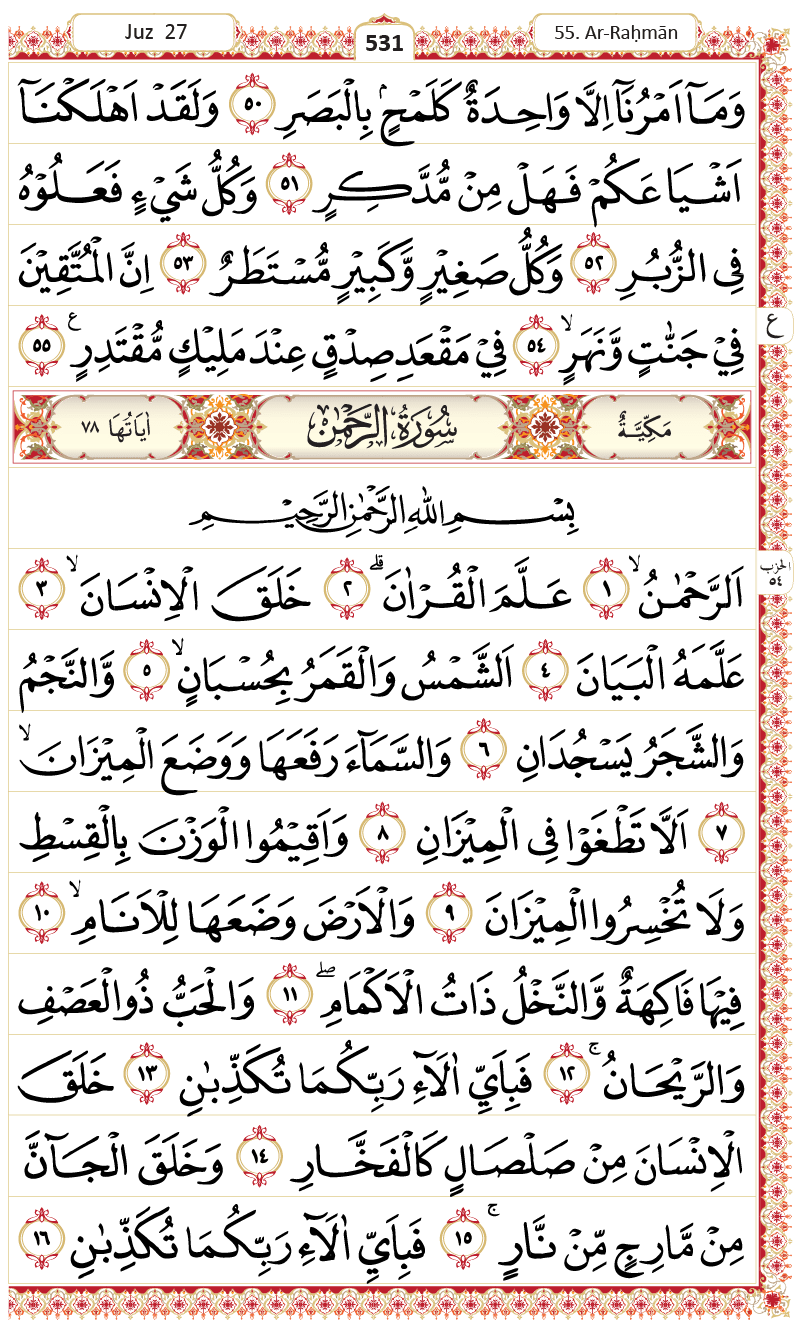 Juz 27
531
55. Ar-Raḥmān
وَمَآ اَمْرُنَآ اِلَّا وَاحِدَةٌ كَلَمْحٍۢ بِالْبَصَرِ ٥٠ وَلَقَدْ اَهْلَكْنَآ
اَشْيَاعَكُمْ فَهَلْ مِنْ مُّدَّكِرٍ ٥١ وَكُلُّ شَيْءٍ فَعَلُوْهُ
فِى الزُّبُرِ ٥٢ وَكُلُّ صَغِيْرٍ وَّكَبِيْرٍ مُّسْتَطَرٌ ٥٣ اِنَّ الْمُتَّقِيْنَ
فِيْ جَنّٰتٍ وَّنَهَرٍۙ ٥٤ فِيْ مَقْعَدِ صِدْقٍ عِنْدَ مَلِيْكٍ مُّقْتَدِرٍ ع ٥٥
ع
مَكِّيَّةٌ سُوْرَةُ الرَّحْمٰنِ اٰيَاتُهَا ٧٨
بِسْمِ اللّٰهِ الرَّحْمٰنِ الرَّحِيْمِ
اَلرَّحْمٰنُۙ ١ عَلَّمَ الْقُرْاٰنَۗ ٢ خَلَقَ الْاِنْسَانَۙ ٣
الحزب ٥٤
عَلَّمَهُ الْبَيَانَ ٤ اَلشَّمْسُ وَالْقَمَرُ بِحُسْبَانٍۙ ٥ وَّالنَّجْمُ
وَالشَّجَرُ يَسْجُدَانِ ٦ وَالسَّمَآءَ رَفَعَهَا وَوَضَعَ الْمِيْزَانَۙ
٧ اَلَّا تَطْغَوْا فِى الْمِيْزَانِ ٨ وَاَقِيْمُوا الْوَزْنَ بِالْقِسْطِ
وَلَا تُخْسِرُوا الْمِيْزَانَ ٩ وَالْاَرْضَ وَضَعَهَا لِلْاَنَامِۙ ١٠
فِيْهَا فَاكِهَةٌ وَّالنَّخْلُ ذَاتُ الْاَكْمَامِۖ ١١ وَالْحَبُّ ذُو الْعَصْفِ
وَالرَّيْحَانُۚ ١٢ فَبِاَيِّ اٰلَاۤءِ رَبِّكُمَا تُكَذِّبٰنِ ١٣ خَلَقَ
الْاِنْسَانَ مِنْ صَلْصَالٍ كَالْفَخَّارِ ١٤ وَخَلَقَ الْجَآنَّ
مِنْ مَّارِجٍ مِّنْ نَّارٍۚ ١٥ فَبِاَيِّ اٰلَاۤءِ رَبِّكُمَا تُكَذِّبٰنِ ١٦